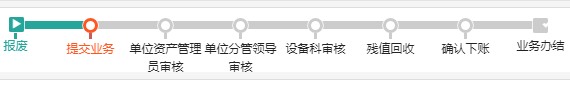 报废
提交业务
单位资产管理
员审核
单位分管领导
审核
设备科审核
残值回收
确认下账
业务办结